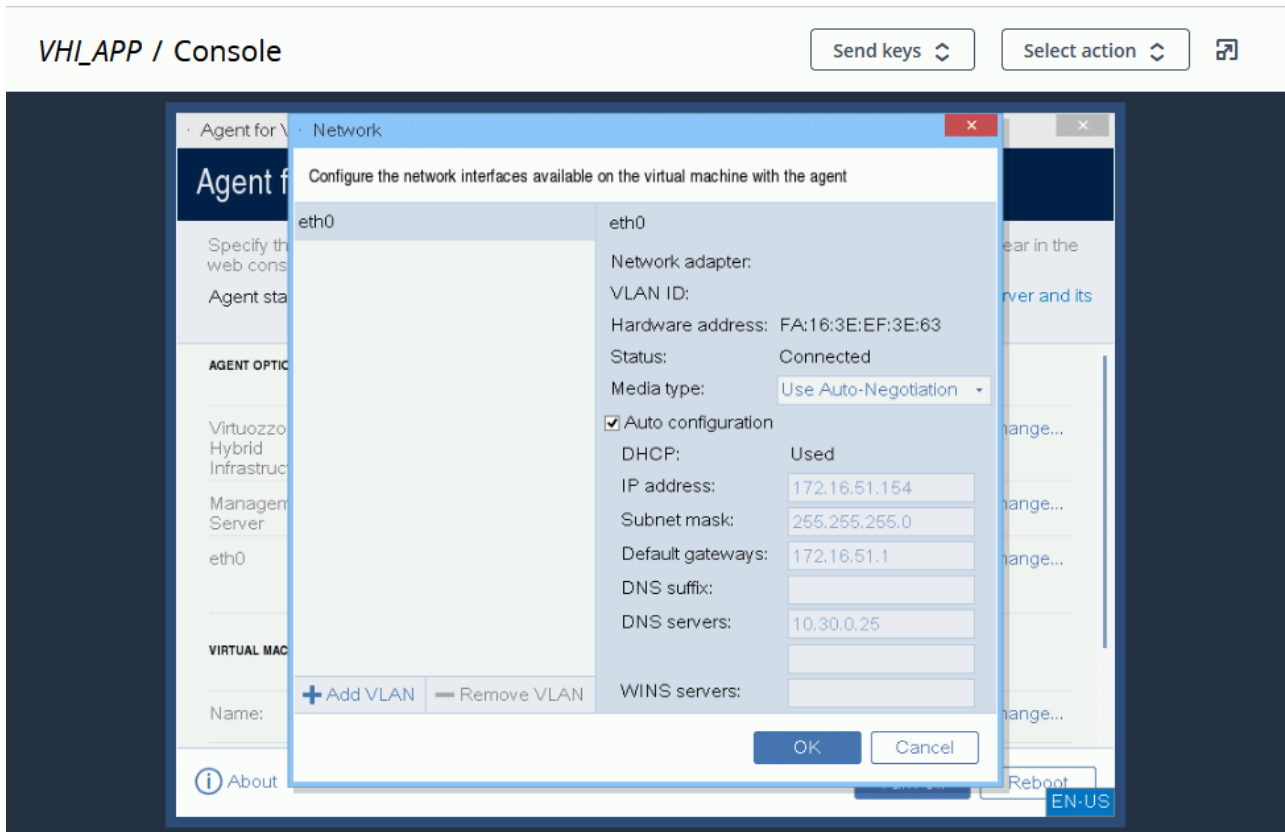 VHI_APP / Console
Send keys
Select action
Agent for V
Network
Agent f
Configure the network interfaces available on the virtual machine with the agent
Specify th
web cons
ear in the
Agent sta
rver and its
AGENT OPTIC
Virtuozzo
Hybrid
Infrastruc
hange...
Managem
Server
hange...
eth0
hange...
VIRTUAL MAC
Name:
hange...
eth0
eth0
Network adapter:
VLAN ID:
Hardware address: FA:16:3E:EF:3E:63
Status: Connected
Media type: Use Auto-Negotiation
Auto configuration
DHCP: Used
IP address: 172.16.51.154
Subnet mask: 255.255.255.0
Default gateways: 172.16.51.1
DNS suffix:
DNS servers: 10.30.0.25
WINS servers:
Add VLAN
Remove VLAN
OK
Cancel
About
Reboot
EN-US